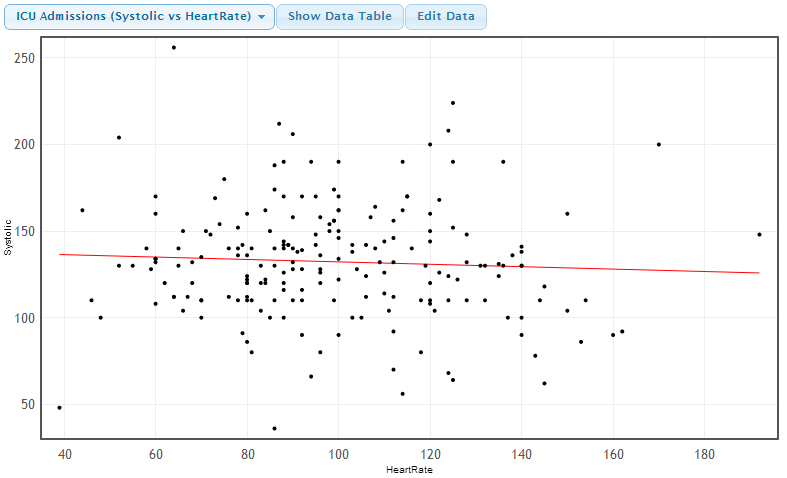 ICU Admissions (Systolic vs HeartRate) Show Data Table Edit Data
250
200
150
100
50
Systolic
40 60 80 100 120 140 160 180
HeartRate